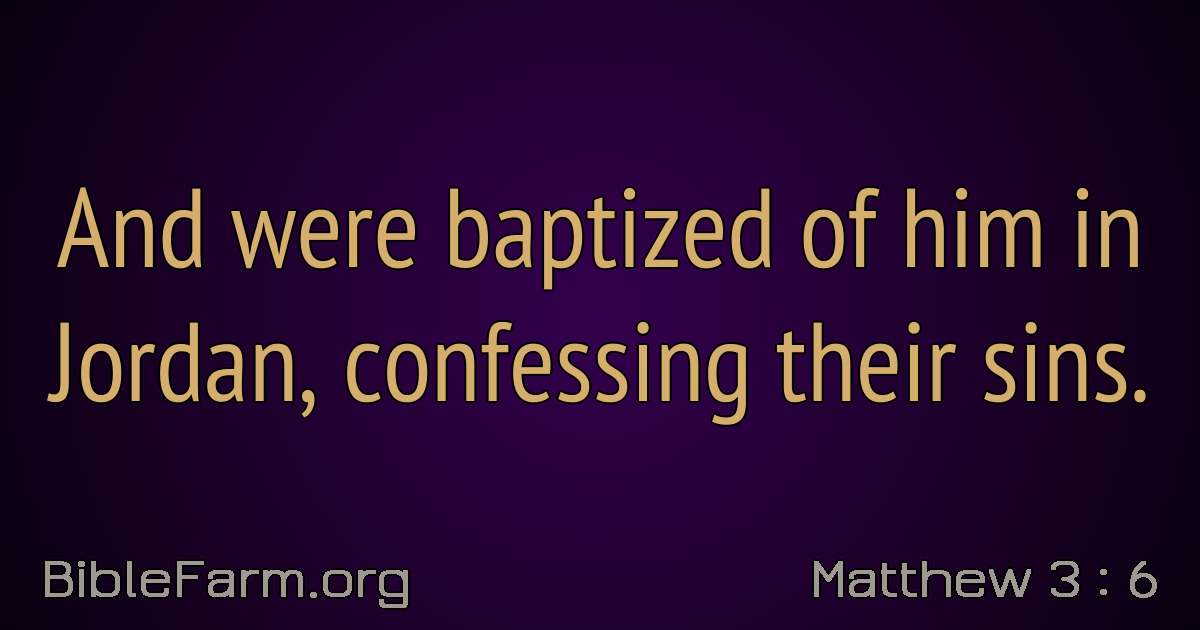 And were baptized of him in
Jordan, confessing their sins.
BibleFarm.org
Matthew 3 : 6